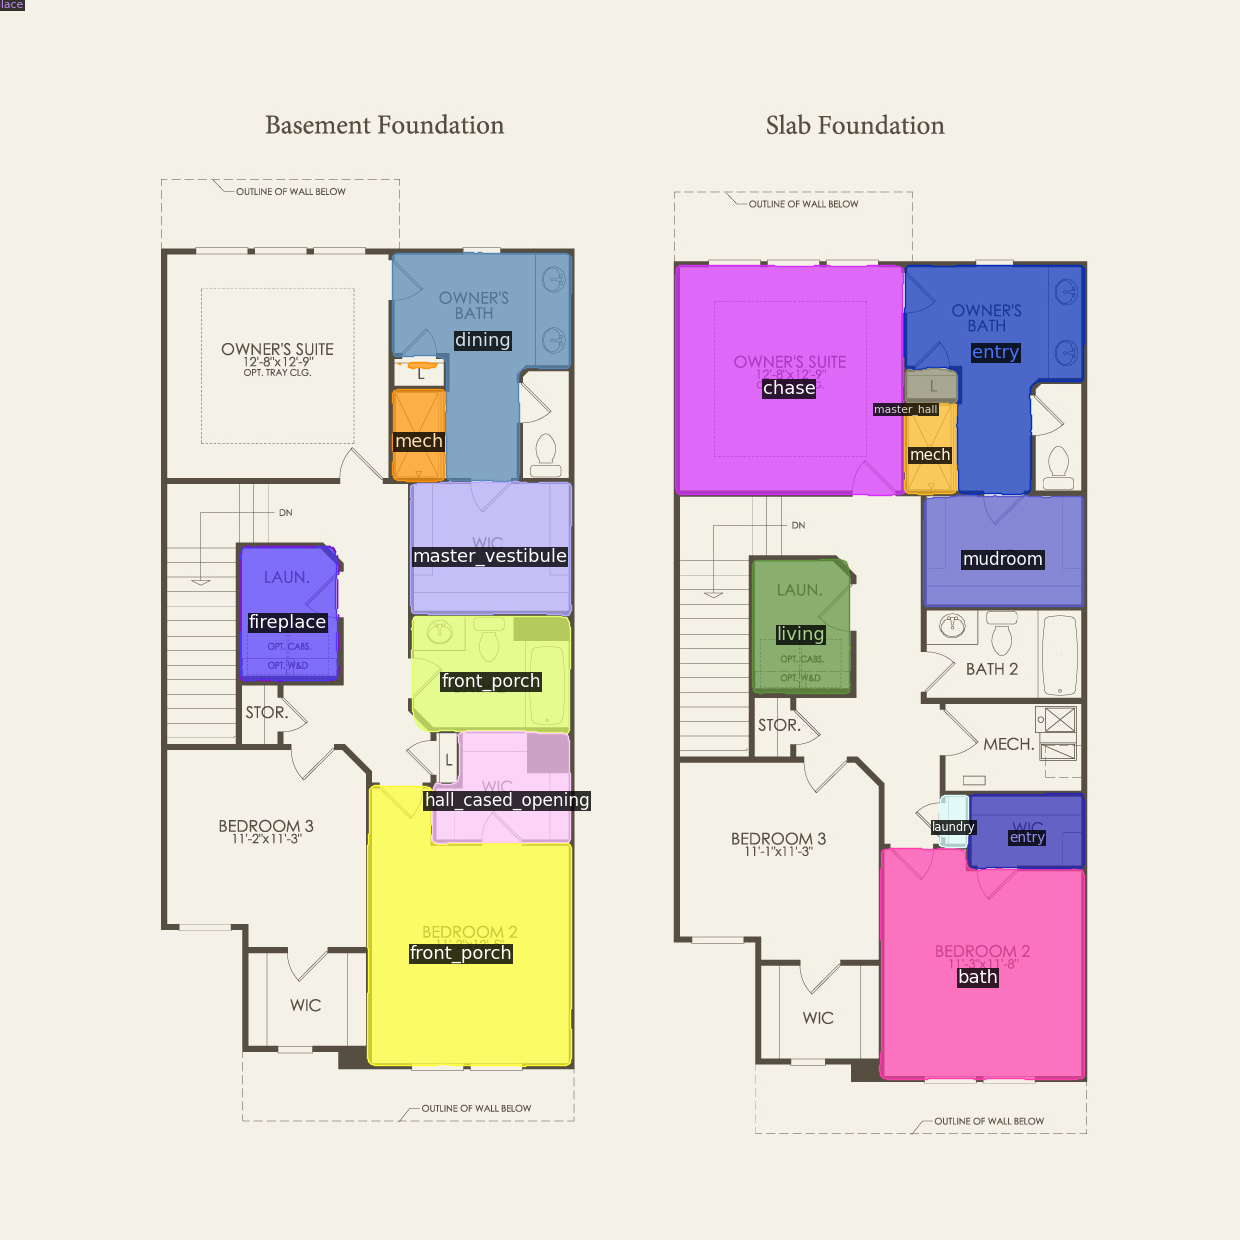 lace
Basement Foundation
Slab Foundation
OUTLINE OF WALL BELOW
OUTLINE OF WALL BELOW
OWNER'S
BATH
dining
OWNER'S SUITE
12'-8"x12'-9"
OPT. TRAY CLG.
L
mech
DN
WIC
master_vestibule
LAUN.
fireplace
OPT. CABS.
OPT. W&D
front_porch
STOR.
L
WIC
hall_cased_opening
BEDROOM 3
11'-2"x11'-3"
BEDROOM 2
front_porch
WIC
OUTLINE OF WALL BELOW
OWNER'S
BATH
entry
OWNER'S SUITE
12'-8"x12'-9"
chase
L
master_hall
mech
DN
mudroom
LAUN.
living
OPT. CABS.
OPT. W&D
BATH 2
STOR.
MECH.
laundry
WIC
entry
BEDROOM 3
11'-1"x11'-3"
BEDROOM 2
11'-3"x11'-8"
bath
WIC
OUTLINE OF WALL BELOW